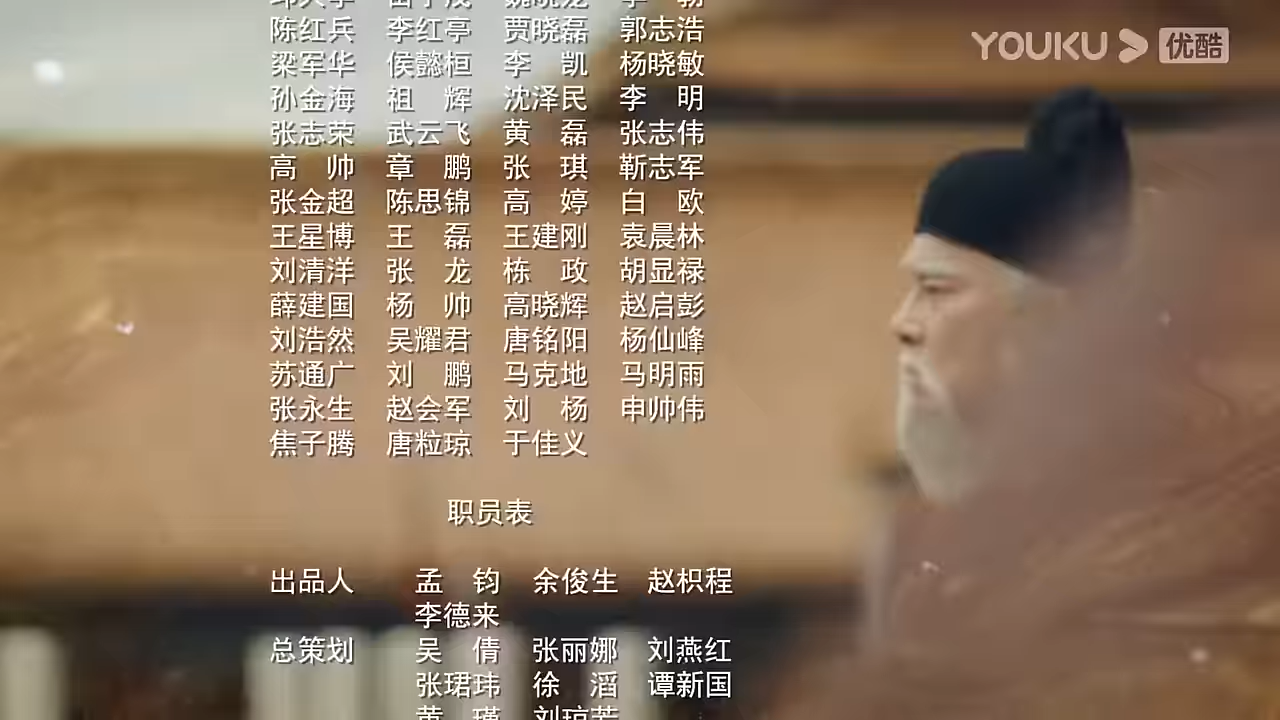 YOUKU 优酷
陈红兵 李红亭 贾晓磊 郭志浩
梁军华 侯懿桓 李 凯 杨晓敏
孙金海 祖 辉 沈泽民 李 明
张志荣 武云飞 黄 磊 张志伟
高 帅 章 鹏 张 琪 靳志军
张金超 陈思锦 高 婷 白 欧
王星博 王 磊 王建刚 袁晨林
刘清洋 张 龙 栋 政 胡显禄
薛建国 杨 帅 高晓辉 赵启彭
刘浩然 吴耀君 唐铭阳 杨仙峰
苏通广 刘 鹏 马克地 马明雨
张永生 赵会军 刘 杨 申帅伟
焦子腾 唐粒琼 于佳义
职员表
出品人 孟 钧 余俊生 赵枳程
李德来
总策划 吴 倩 张丽娜 刘燕红
张珺玮 徐 滔 谭新国
黄 瑾